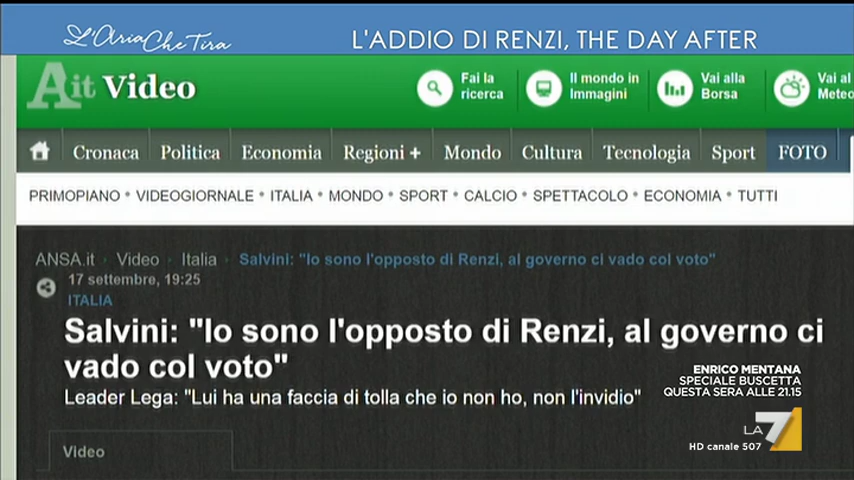 L'Aria Che Tira
L'ADDIO DI RENZI, THE DAY AFTER
A it Video
Fai la
ricerca
Il mondo in
Immagini
Vai alla
Borsa
Vai al
Meteo
Cronaca Politica Economia Regioni + Mondo Cultura Tecnologia Sport FOTO
PRIMOPIANO • VIDEOGIORNALE • ITALIA • MONDO • SPORT • CALCIO • SPETTACOLO • ECONOMIA • TUTTI
ANSA.it › Video › Italia › Salvini: "Io sono l'opposto di Renzi, al governo ci vado col voto"
17 settembre, 19:25
ITALIA
Salvini: "Io sono l'opposto di Renzi, al governo ci
vado col voto"
Leader Lega: "Lui ha una faccia di tolla che io non ho, non l'invidio"
Video
ENRICO MENTANA
SPECIALE BUSCETTA
QUESTA SERA ALLE 21.15
LA 7
HD canale 507